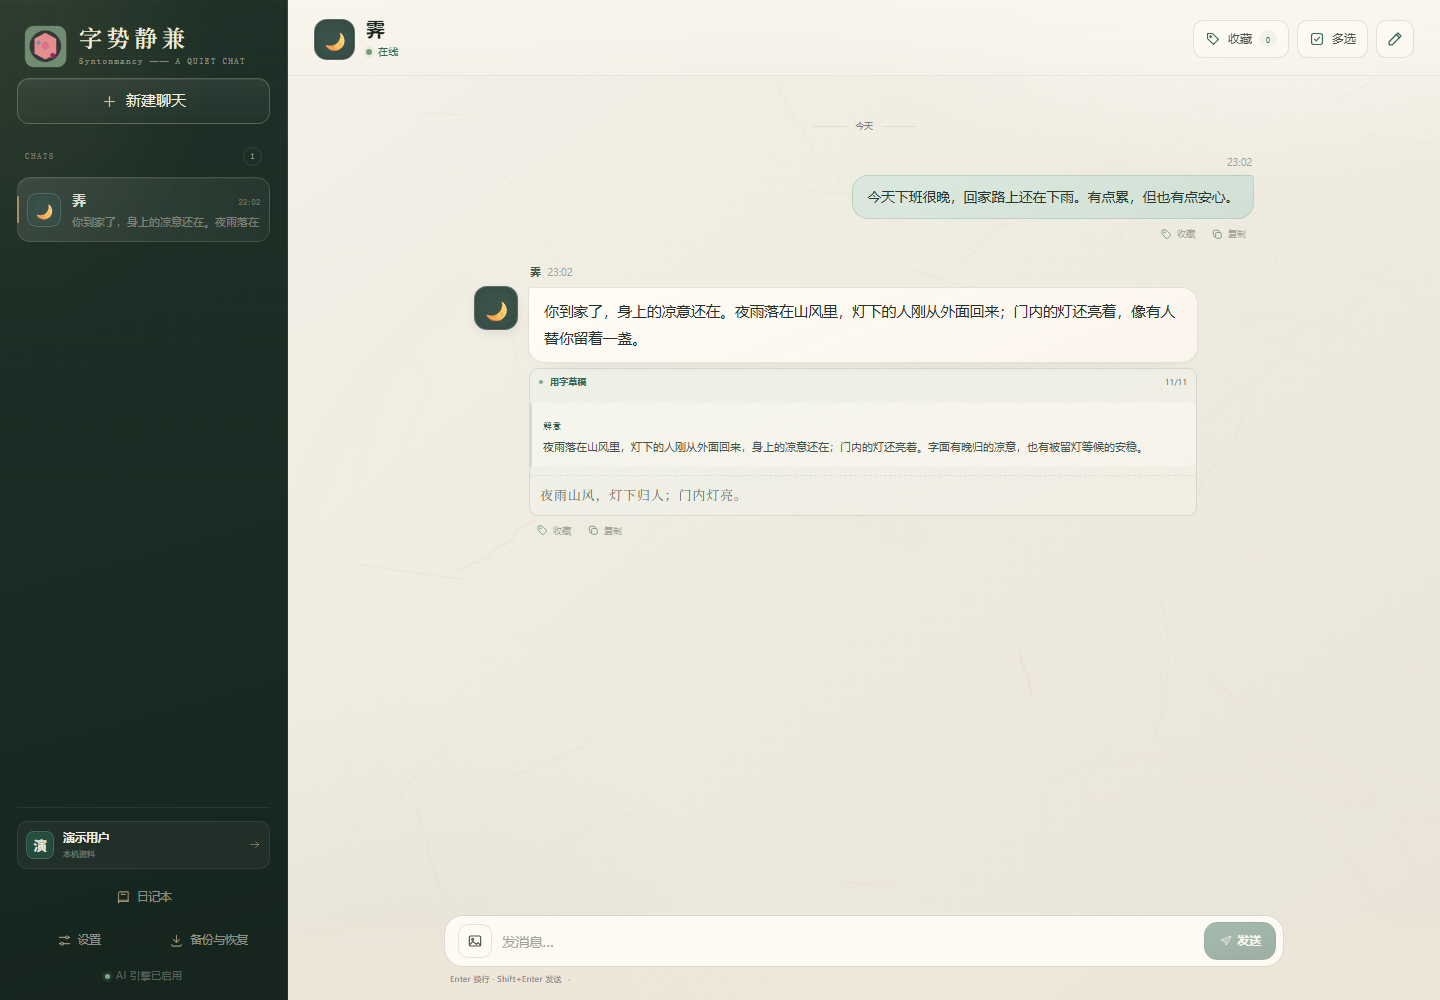 字势静兼
Syntonmancy —— A QUIET CHAT
新建聊天
CHATS
1
霁
23:02
你到家了，身上的凉意还在。夜雨落在
演
演示用户
本机资料
日记本
设置
备份与恢复
AI 引擎已启用
霁
在线
收藏
0
多选
今天
23:02
今天下班很晚，回家路上还在下雨。有点累，但也有点安心。
收藏
复制
霁 23:02
你到家了，身上的凉意还在。夜雨落在山风里，灯下的人刚从外面回来；门内的灯还亮着，像有人
替你留着一盏。
用字草稿
11/11
解意
夜雨落在山风里，灯下的人刚从外面回来，身上的凉意还在；门内的灯还亮着。字面有晚归的凉意，也有被留灯等候的安稳。
夜雨山风，灯下归人；门内灯亮。
收藏
复制
发消息...
发送
Enter 换行 · Shift+Enter 发送 ·